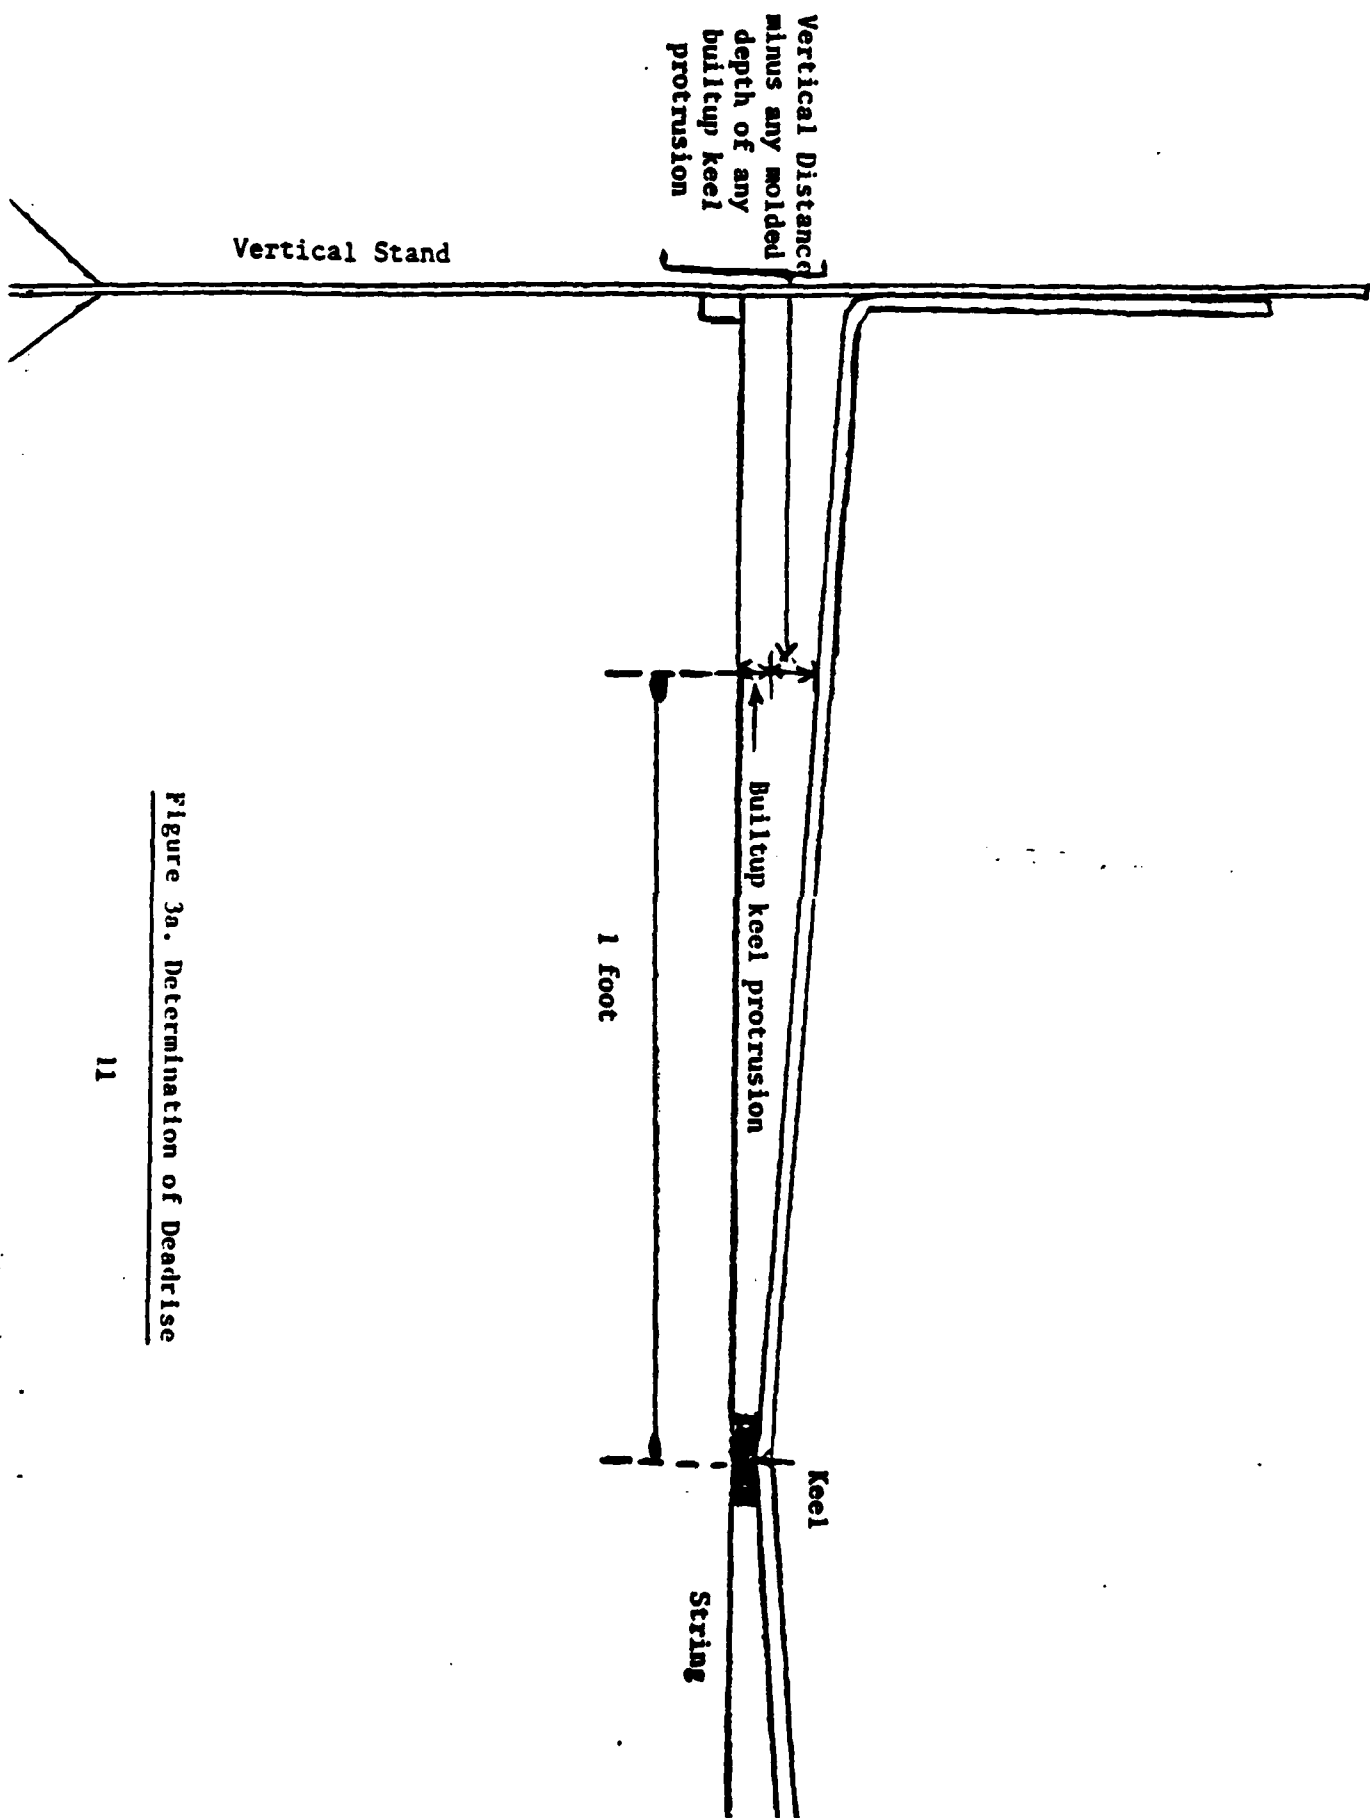 Vertical Distance
minus any molded
depth of any
builtup keel
protrusion
Vertical Stand
Builtup keel protrusion
1 foot
Keel
String
Figure 3a. Determination of Deadrise
11